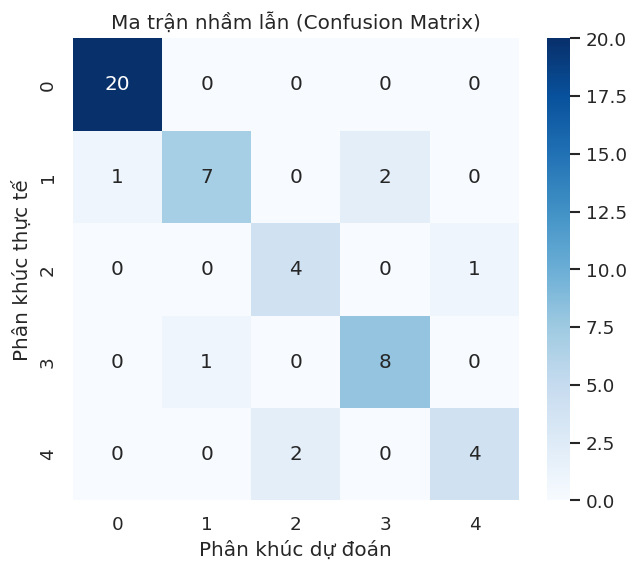 Ma trận nhầm lẫn (Confusion Matrix)
Phân khúc thực tế
0 20 0 0 0 0
1 1 7 0 2 0
2 0 0 4 0 1
3 0 1 0 8 0
4 0 0 2 0 4
0 1 2 3 4
Phân khúc dự đoán
20.0
17.5
15.0
12.5
10.0
7.5
5.0
2.5
0.0